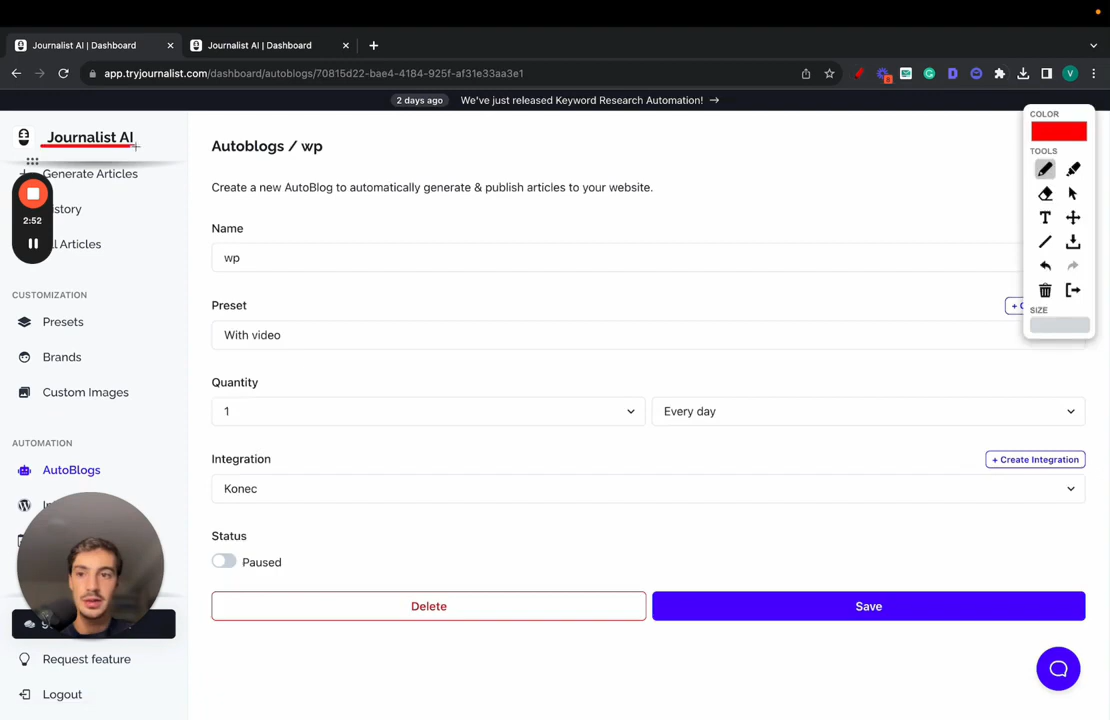 Journalist AI | Dashboard
Journalist AI | Dashboard
app.tryjournalist.com/dashboard/autoblogs/70815d22-bae4-4184-925f-af31e33aa3e1
8
V
2 days ago We've just released Keyword Research Automation! →
Journalist AI
Generate Articles
2:52
CUSTOMIZATION
Presets
Brands
Custom Images
AUTOMATION
AutoBlogs
Request feature
Logout
Autoblogs / wp
Create a new AutoBlog to automatically generate & publish articles to your website.
Name
wp
Preset
With video
Quantity
1
Every day
Integration
+ Create Integration
Konec
Status
Paused
Delete
Save
COLOR
TOOLS
T
SIZE